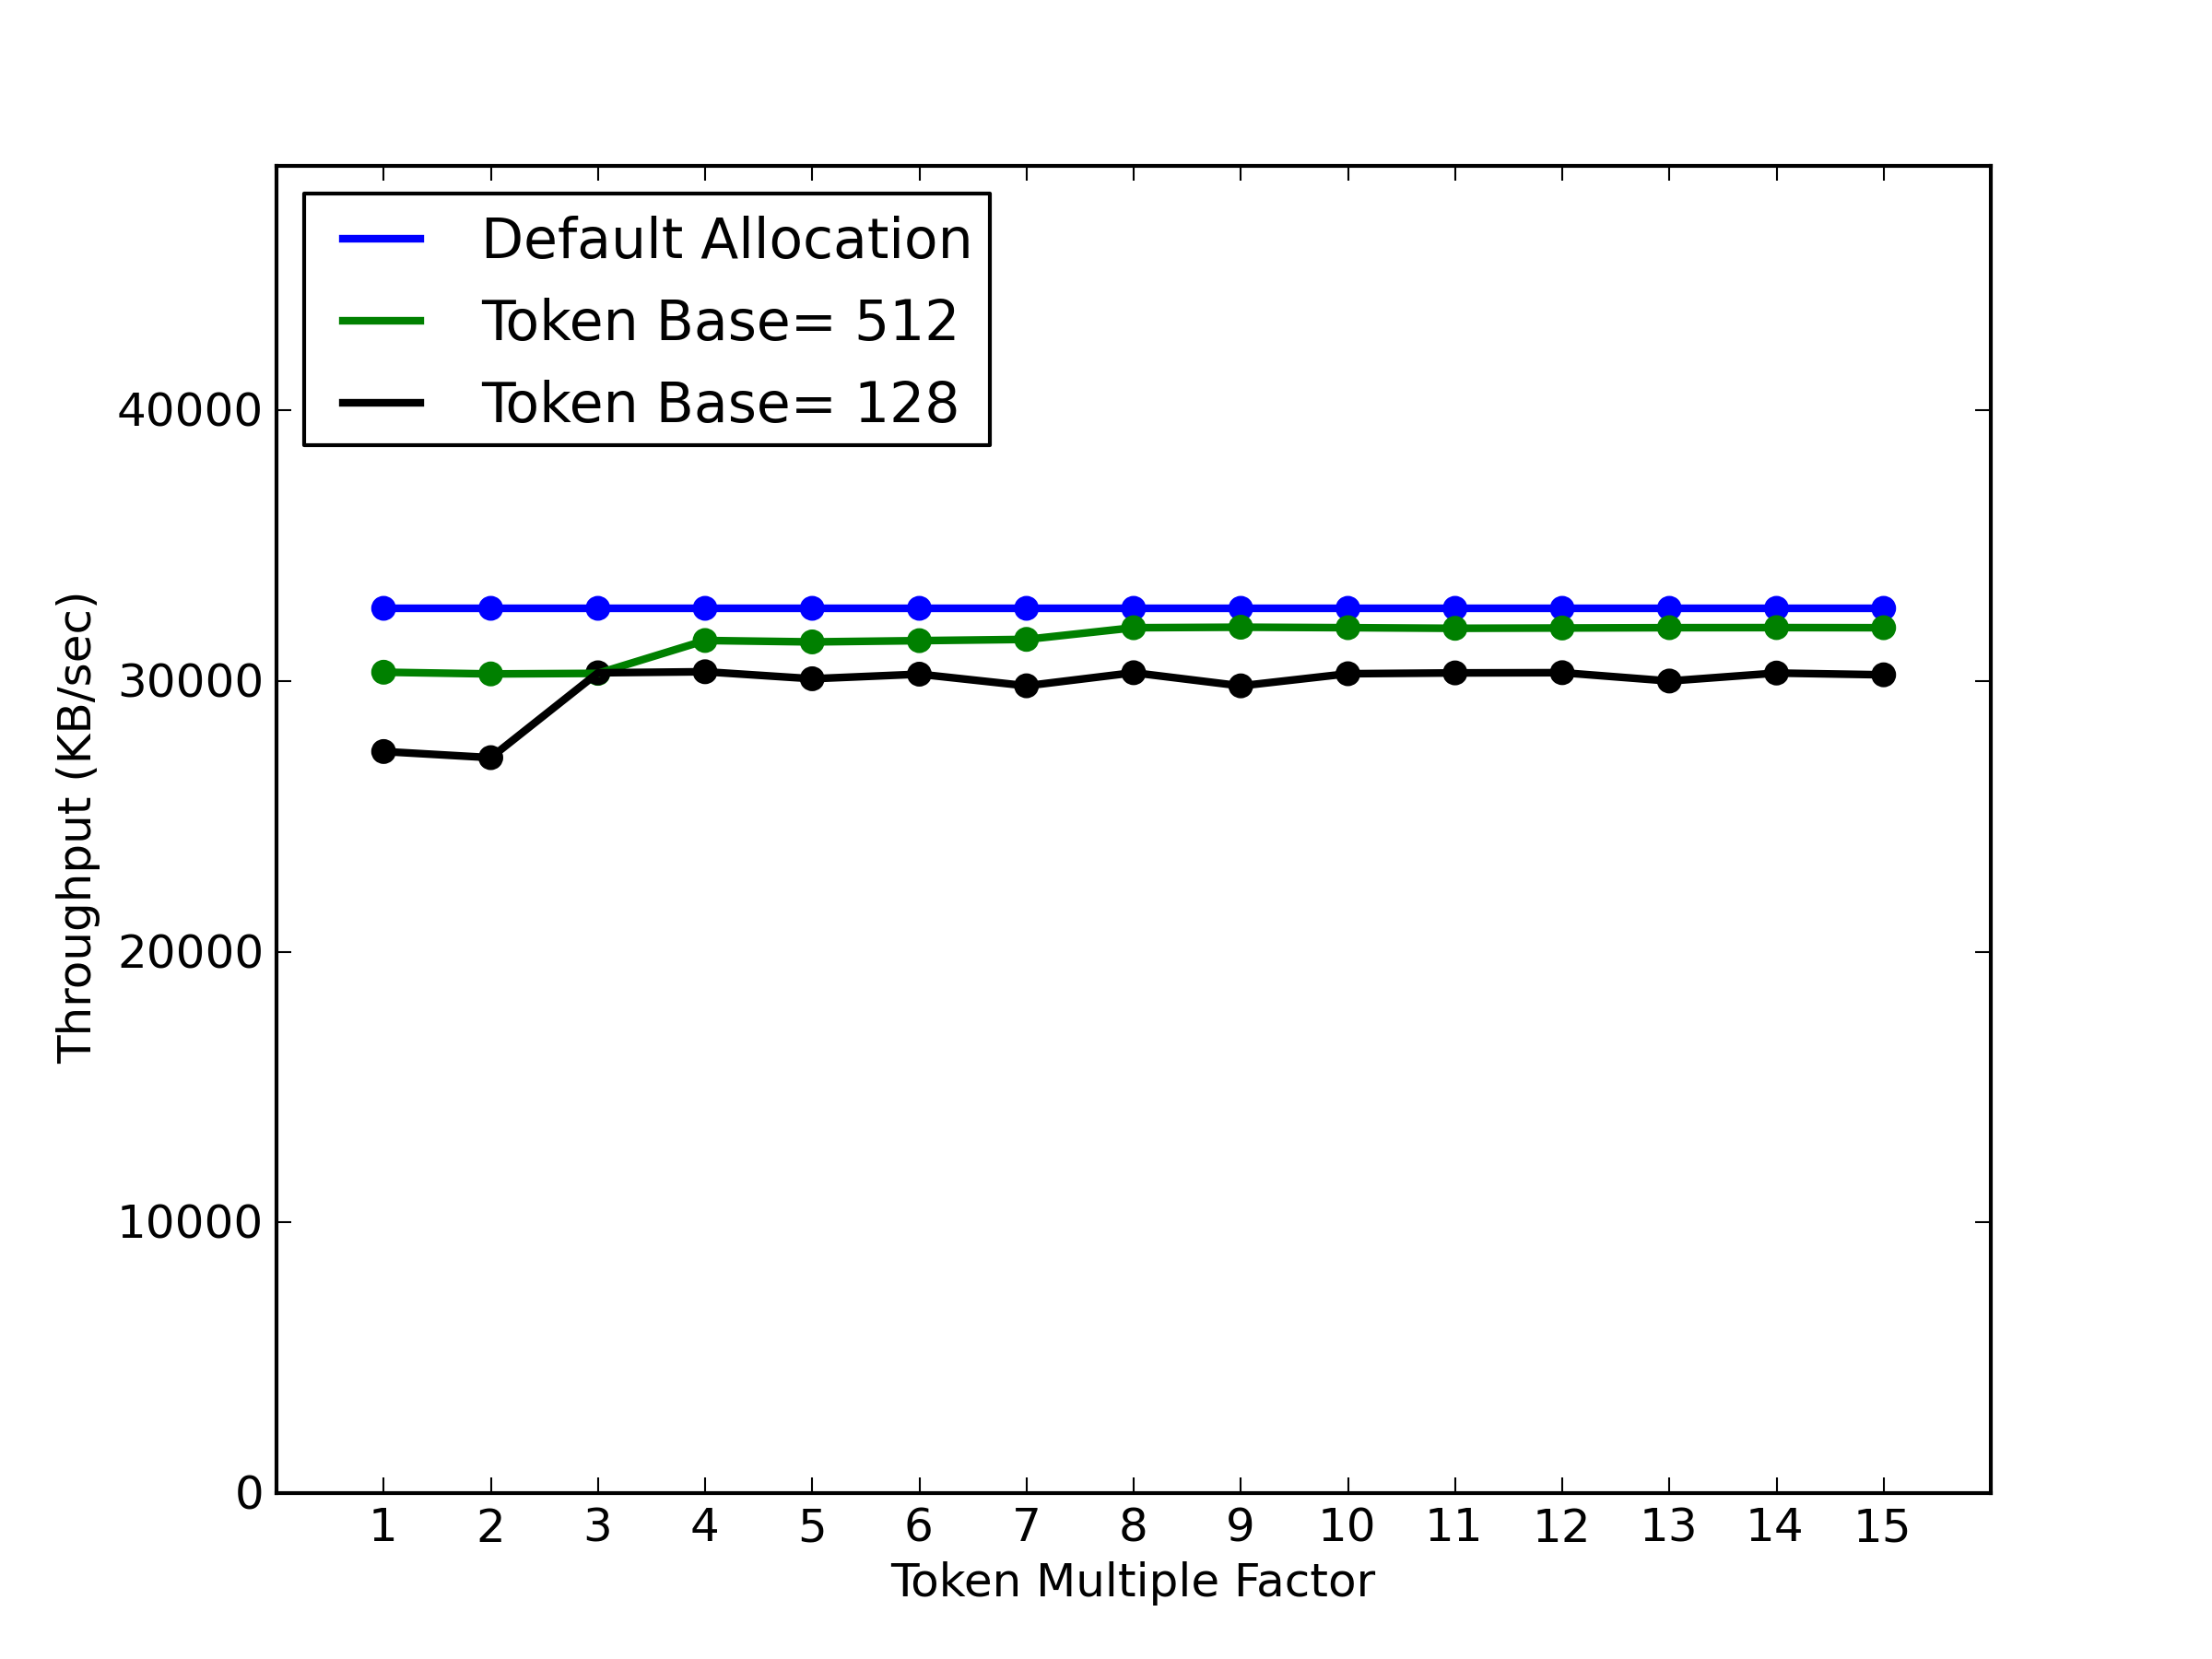 Default Allocation
Token Base= 512
Token Base= 128
40000
30000
20000
10000
0
Throughput (KB/sec)
1 2 3 4 5 6 7 8 9 10 11 12 13 14 15
Token Multiple Factor